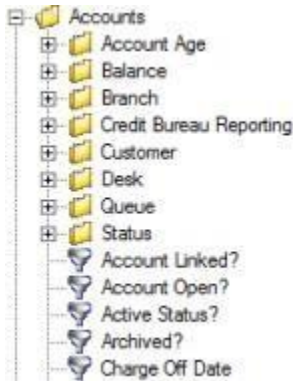 Accounts
Account Age
Balance
Branch
Credit Bureau Reporting
Customer
Desk
Queue
Status
Account Linked?
Account Open?
Active Status?
Archived?
Charge Off Date